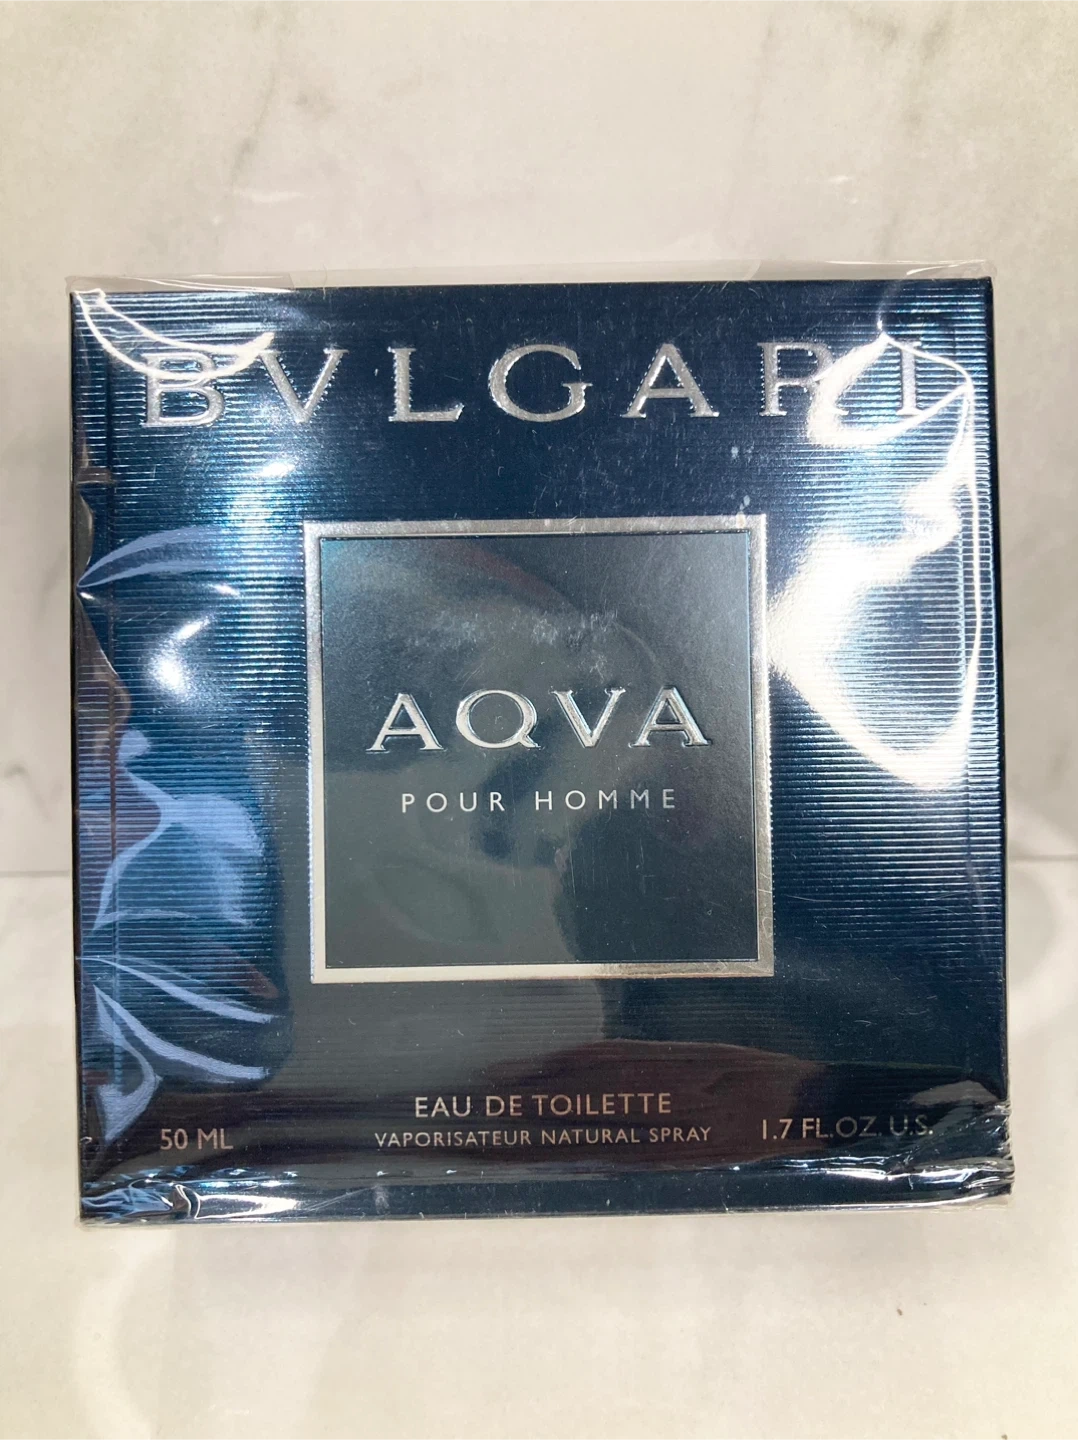 BVLGARI
AQVA
POUR HOMME
EAU DE TOILETTE
50 ML
VAPORISATEUR NATURAL SPRAY
1.7 FL.OZ. U.S.